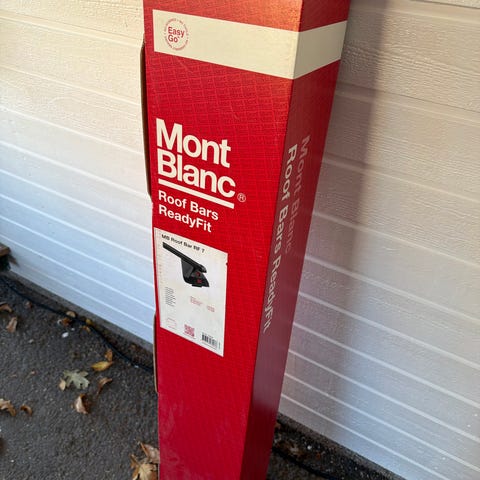 Easy
Go
Mont
Blanc®
Roof Bars
ReadyFit
MB Roof Bar RF 7
Mont Blanc
Roof Bars ReadyFit